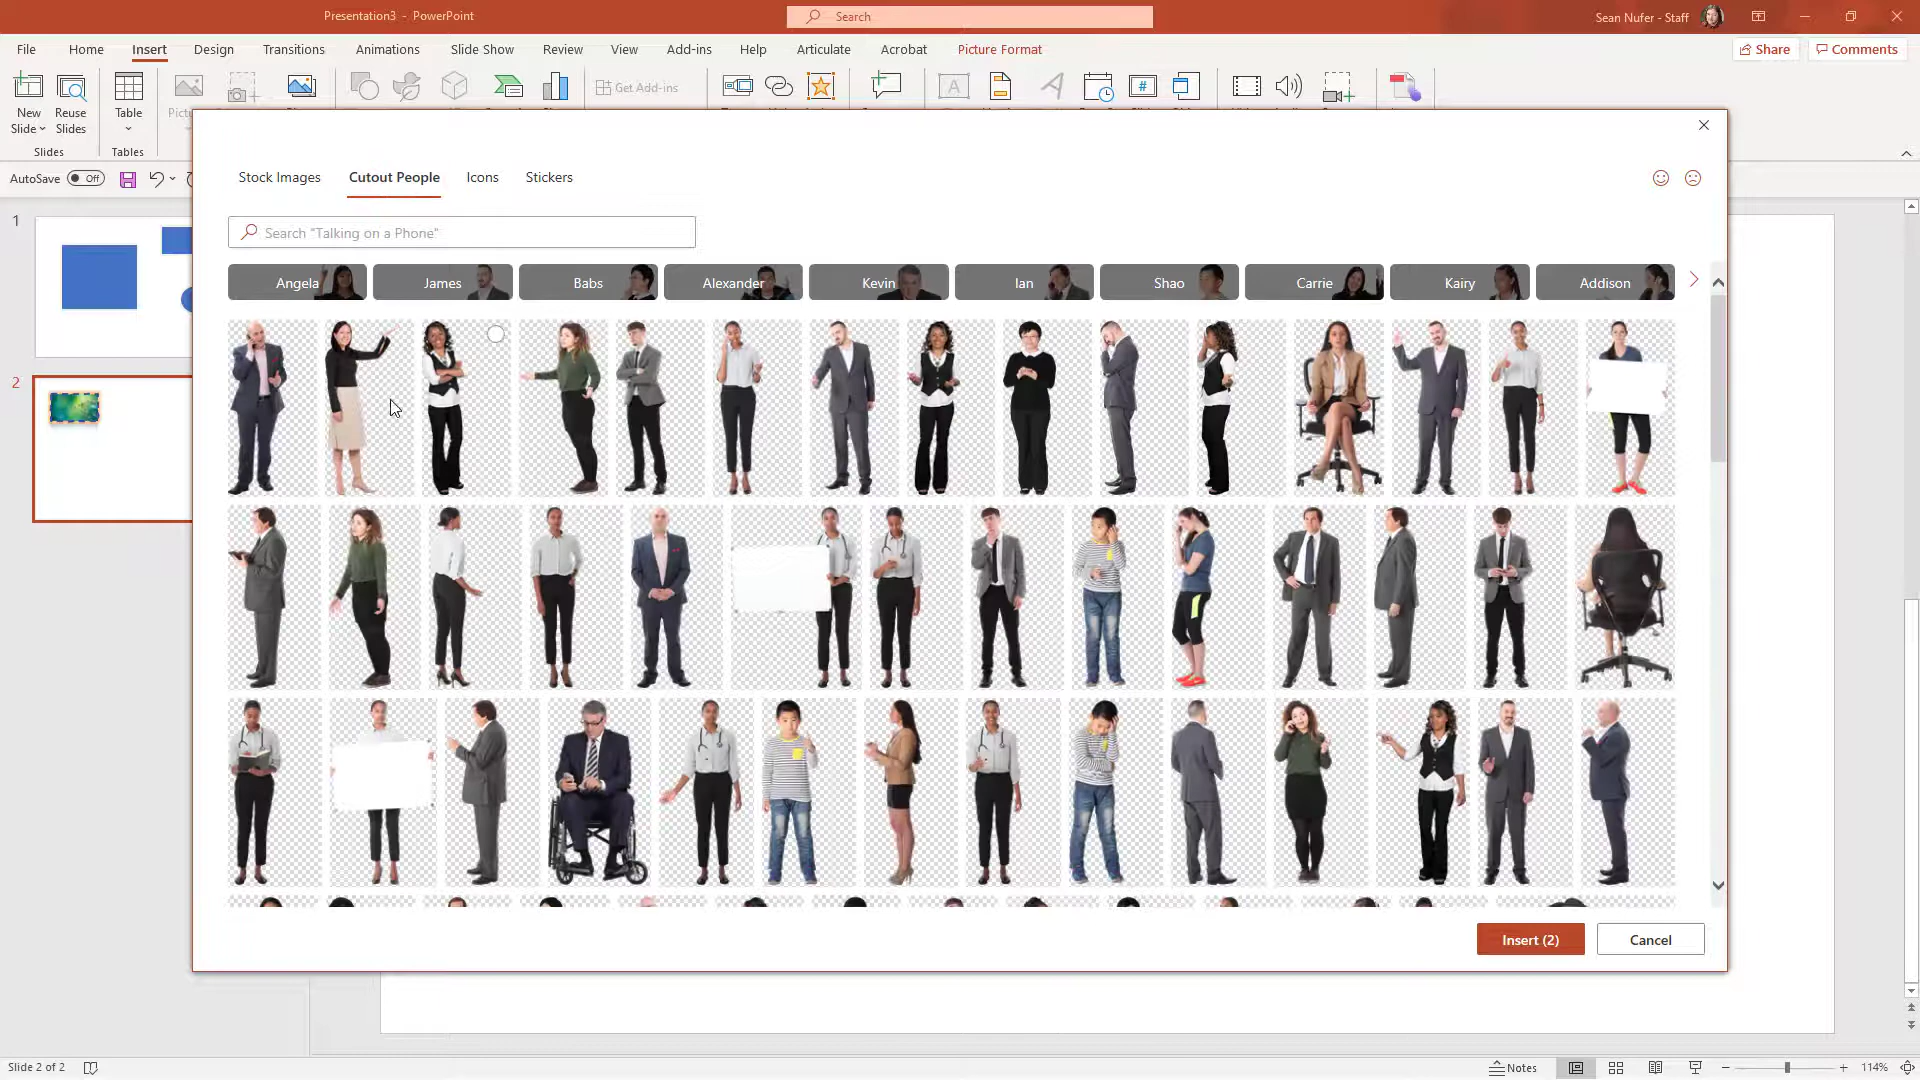 Presentation3 - PowerPoint
Search
Sean Nufer - Staff
File Home Insert Design Transitions Animations Slide Show Review View Add-ins Help Articulate Acrobat Picture Format
Share Comments
New Slide
Reuse Slides
Table
Get Add-ins
Slides
Tables
AutoSave Off
Stock Images Cutout People Icons Stickers
Search "Talking on a Phone"
Angela James Babs Alexander Kevin Ian Shao Carrie Kairy Addison
1
2
Insert (2) Cancel
Slide 2 of 2
Notes
114%